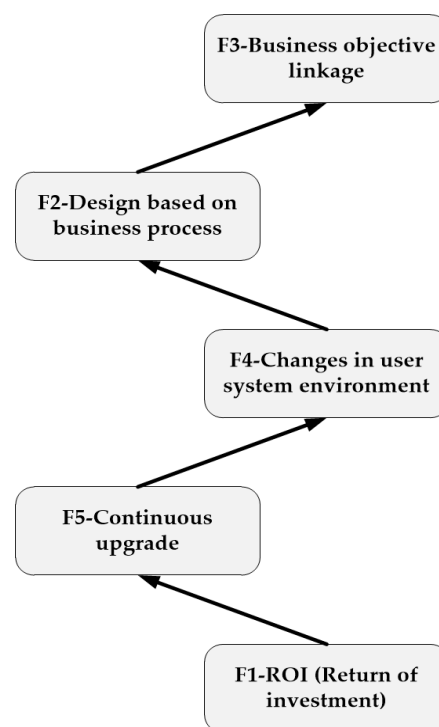 F3-Business objective
linkage
F2-Design based on
business process
F4-Changes in user
system environment
F5-Continuous
upgrade
F1-ROI (Return of
investment)